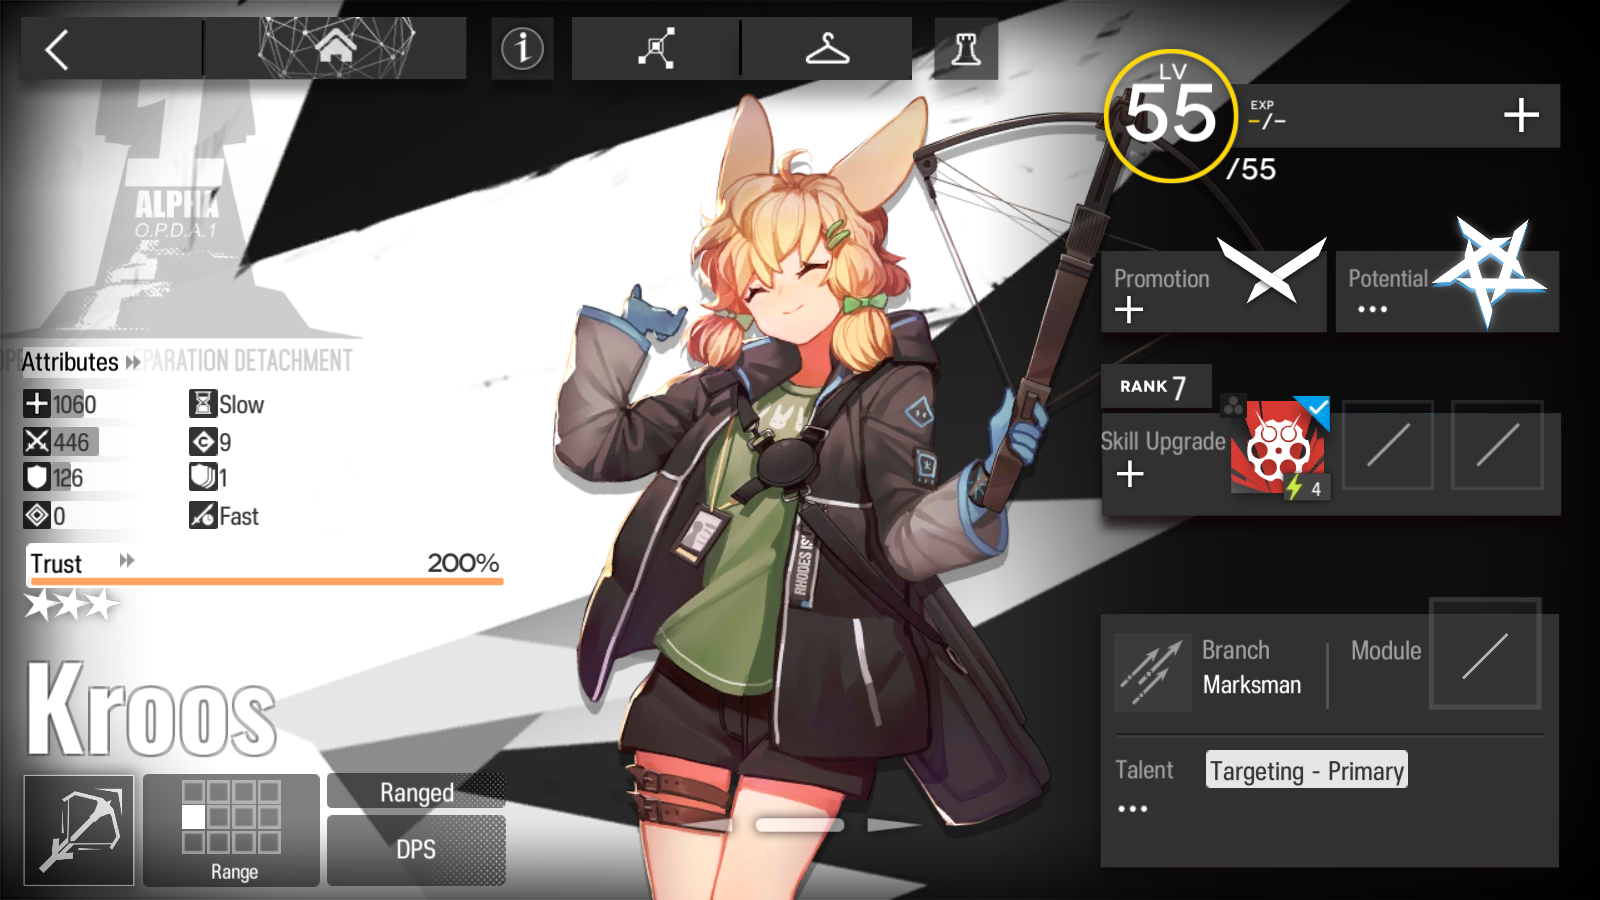 LV
55
/55
EXP
-/-
ALPHA
O.P.D.A.1
PARATION DETACHMENT
Attributes
1060
Slow
446
9
126
1
0
Fast
Trust
200%
Kroos
Range
Ranged
DPS
RHODES IS
Promotion
Potential
RANK 7
Skill Upgrade
4
Branch
Marksman
Module
Talent
Targeting - Primary